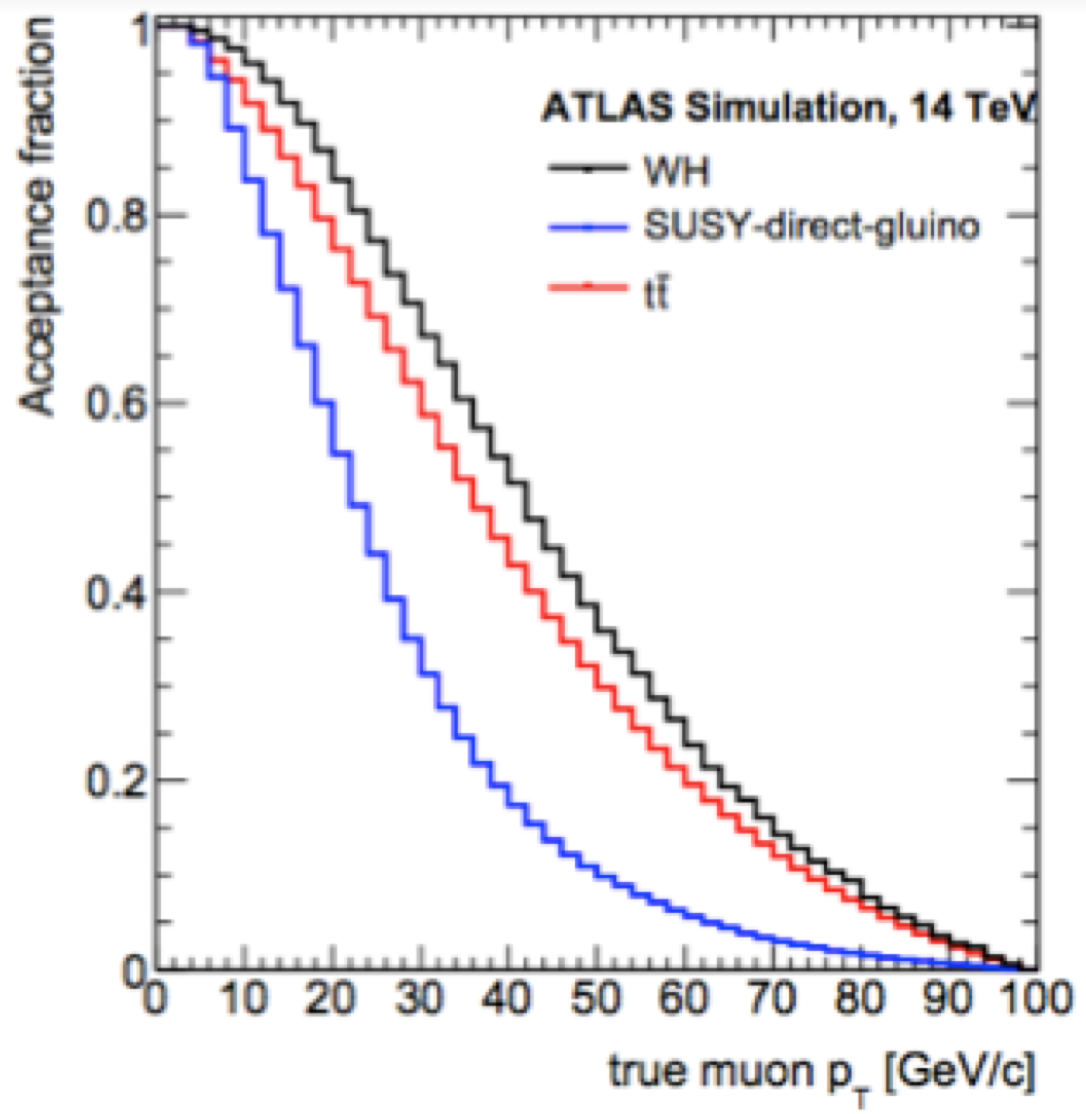 Acceptance fraction
1
0.8
0.6
0.4
0.2
0
ATLAS Simulation, 14 TeV
WH
SUSY-direct-gluino
tt̄
0 10 20 30 40 50 60 70 80 90 100
true muon p_T [GeV/c]